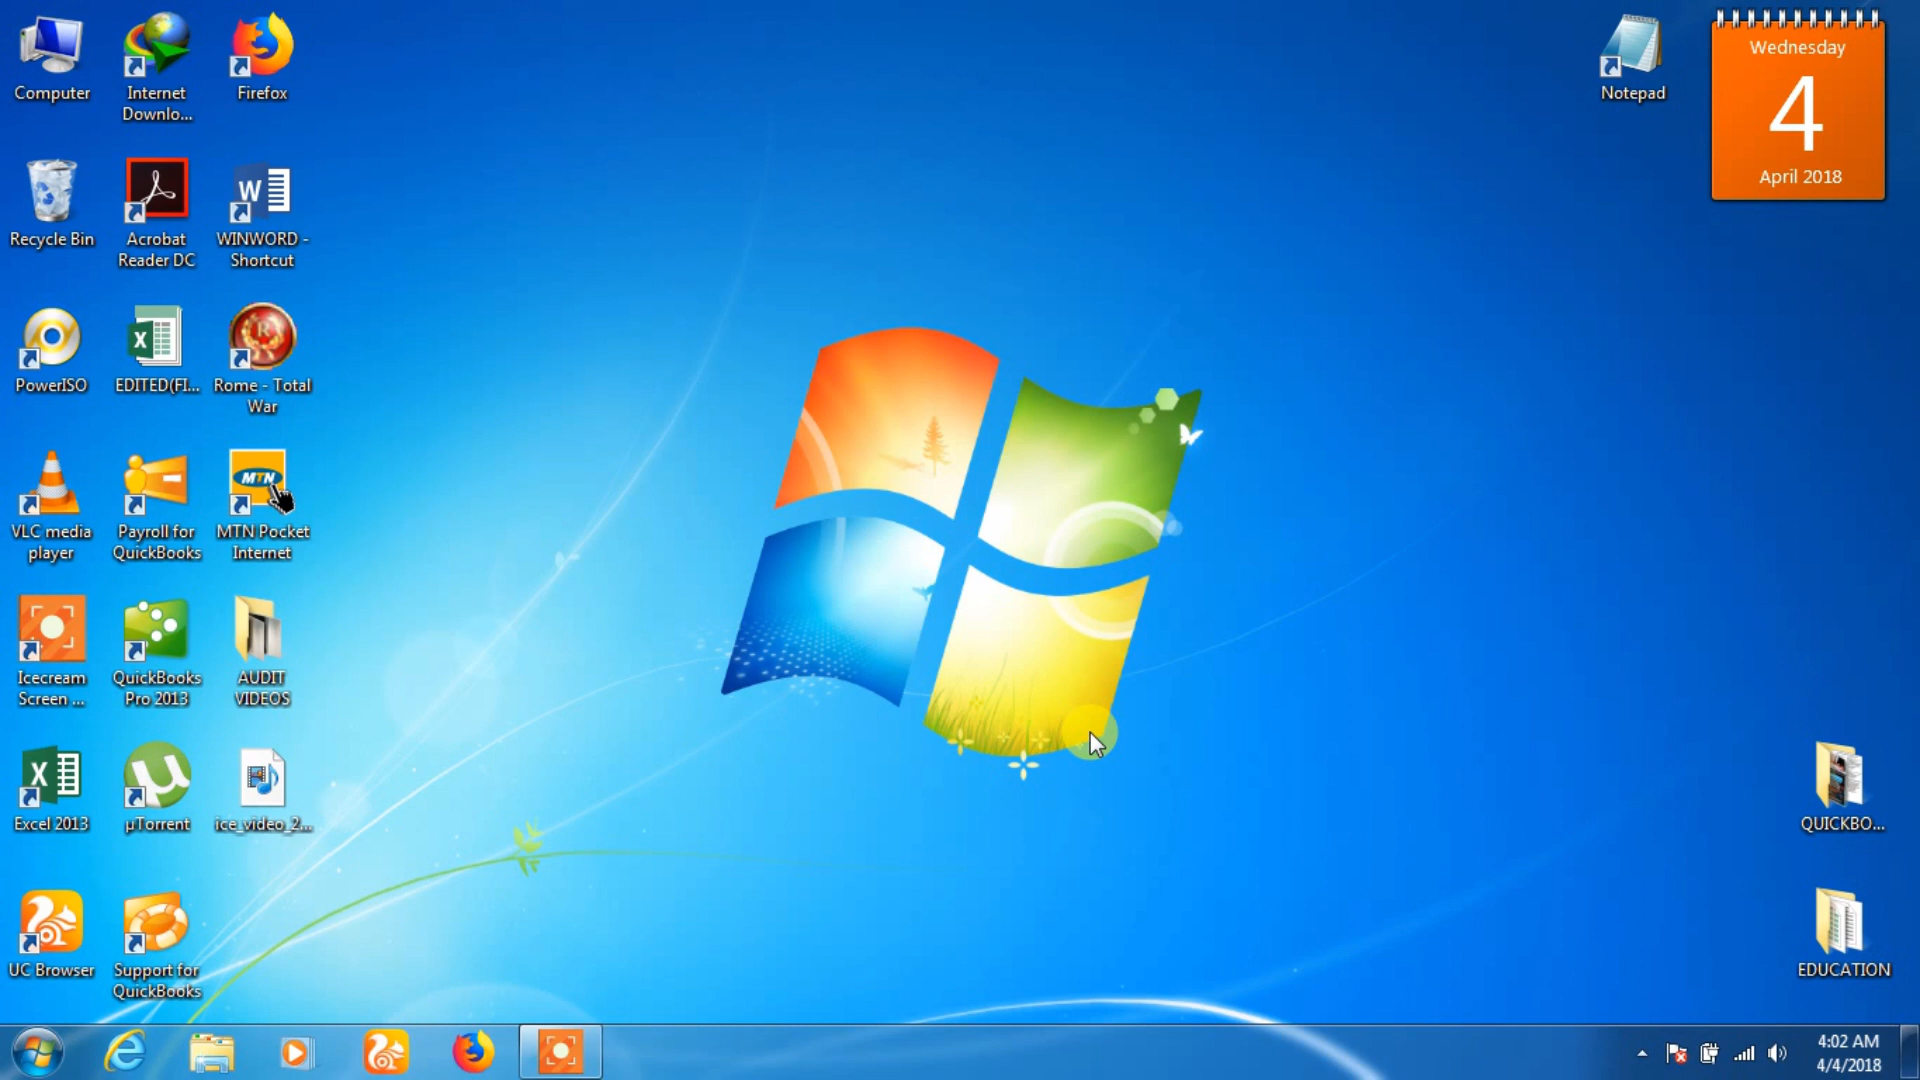 Computer
Internet
Downlo...
Firefox
Notepad
Wednesday
4
April 2018
Recycle Bin
Acrobat
Reader DC
W
WINWORD -
Shortcut
PowerISO
X
EDITED(FI...
R
Rome - Total
War
VLC media
player
Payroll for
QuickBooks
MTN
MTN Pocket
Internet
Icecream
Screen ...
QuickBooks
Pro 2013
AUDIT
VIDEOS
X
Excel 2013
µ
µTorrent
ice_video_2...
QUICKBO...
UC Browser
Support for
QuickBooks
EDUCATION
4:02 AM
4/4/2018